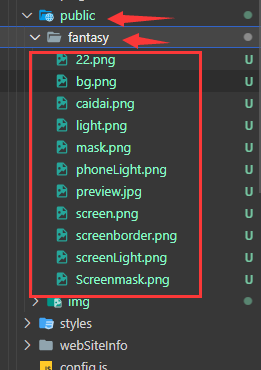 public
fantasy
22.png U
bg.png U
caidai.png U
light.png U
mask.png U
phoneLight.png U
preview.jpg U
screen.png U
screenborder.png U
screenLight.png U
Screenmask.png U
img
styles
webSiteInfo
config.js